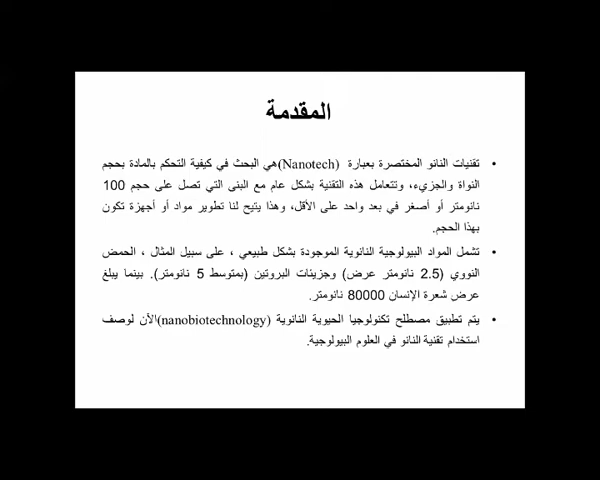 المقدمة
• تقنيات النانو المختصرة بعبارة (Nanotech)هي البحث في كيفية التحكم بالمادة بحجم
النواة والجزيء، وتتعامل هذه التقنية بشكل عام مع البنى التي تصل على حجم 100
نانومتر أو أصغر في بعد واحد على الأقل، وهذا يتيح لنا تطوير مواد أو أجهزة تكون
بهذا الحجم.
• تشمل المواد البيولوجية النانوية الموجودة بشكل طبيعي ، على سبيل المثال ، الحمض
النووي (2.5 نانومتر عرض) وجزيئات البروتين (بمتوسط 5 نانومتر). بينما يبلغ
عرض شعرة الإنسان 80000 نانومتر.
• يتم تطبيق مصطلح تكنولوجيا الحيوية النانوية (nanobiotechnology)الآن لوصف
استخدام تقنية النانو في العلوم البيولوجية.